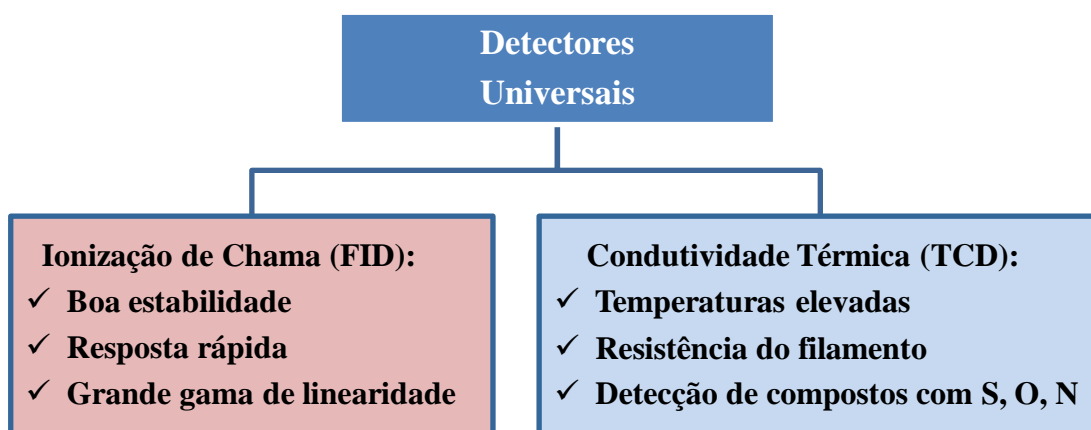 Detectores
Universais
Ionização de Chama (FID):
✓ Boa estabilidade
✓ Resposta rápida
✓ Grande gama de linearidade
Condutividade Térmica (TCD):
✓ Temperaturas elevadas
✓ Resistência do filamento
✓ Detecção de compostos com S, O, N